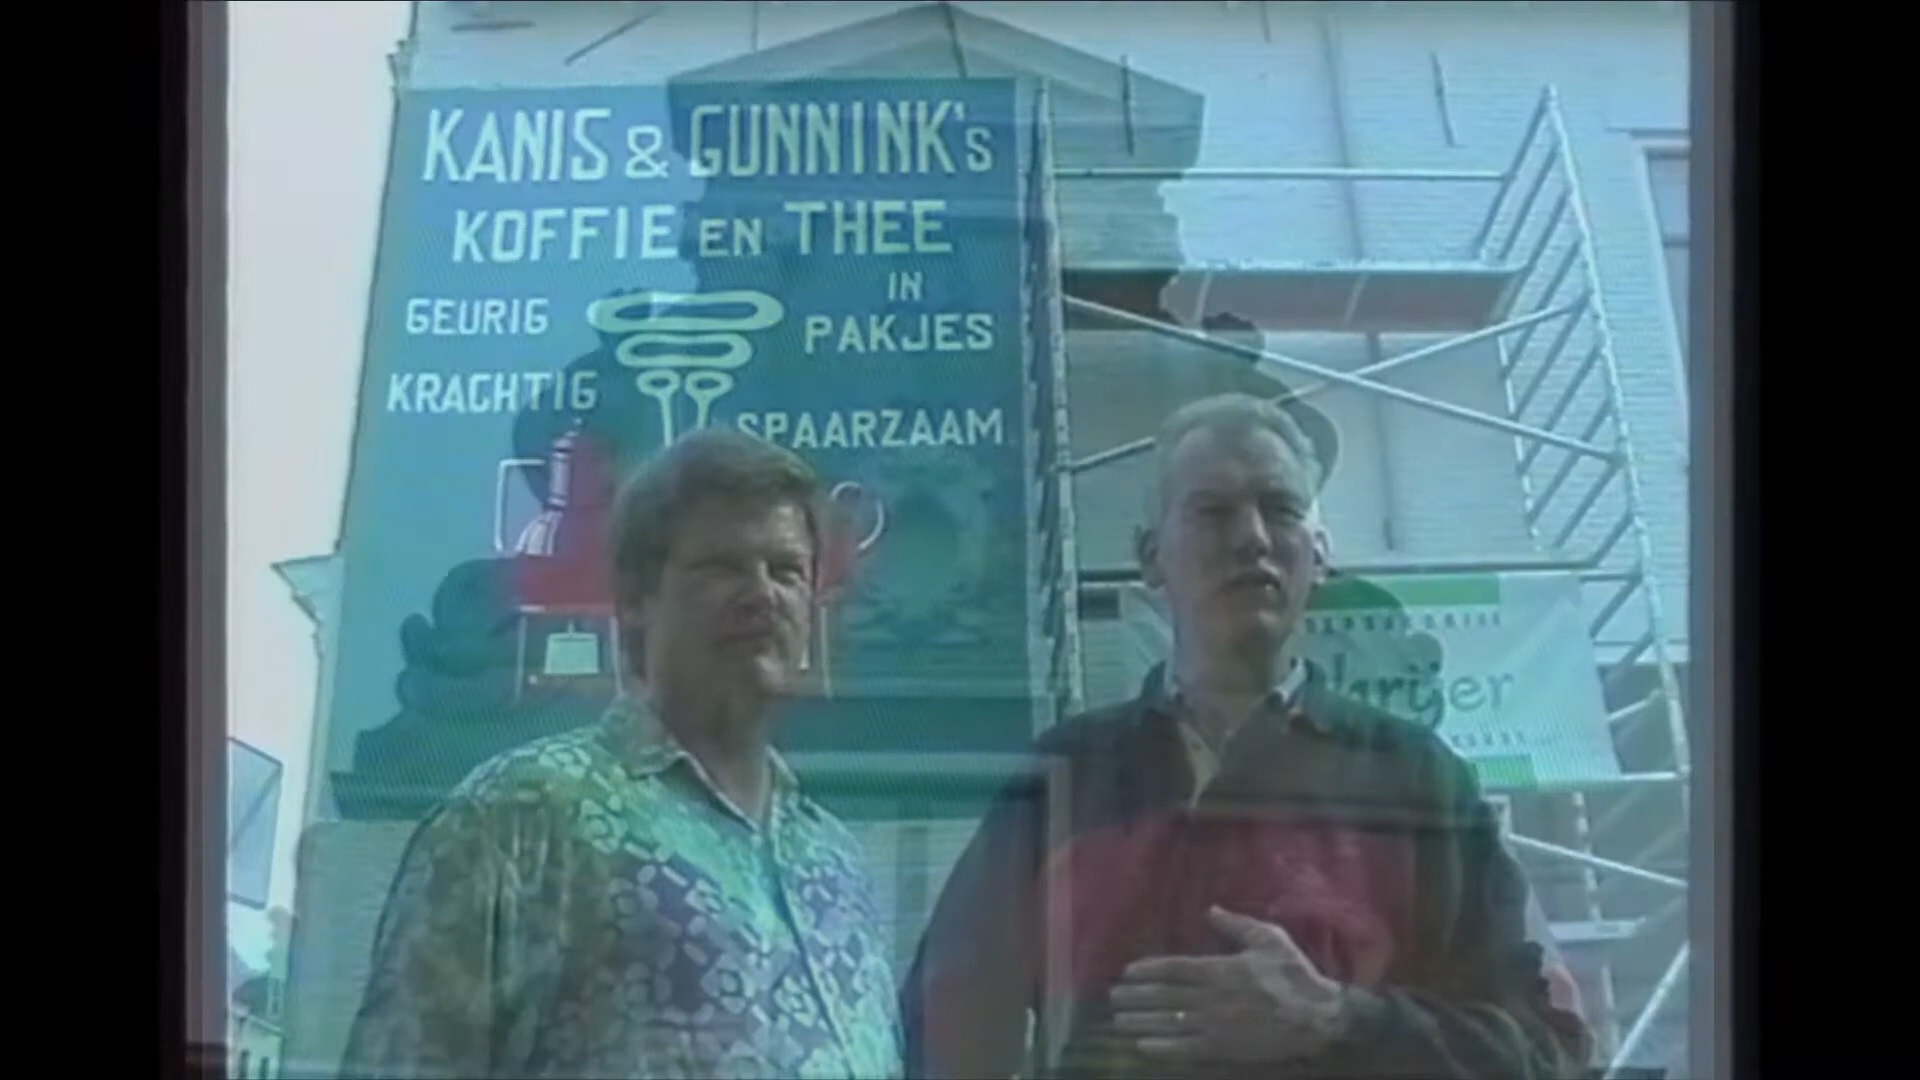 KANIS & GUNNINK's
KOFFIE EN THEE
IN
GEURIG
PAKJES
KRACHTIG
SPAARZAAM